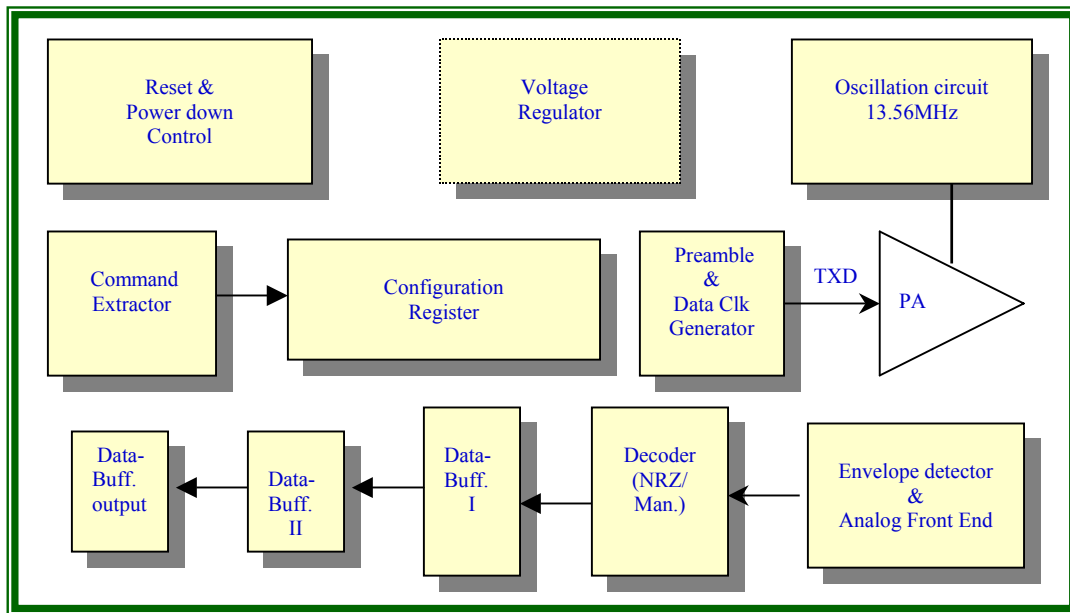 Reset &
Power down
Control
Voltage
Regulator
Oscillation circuit
13.56MHz
Command
Extractor
Configuration
Register
Preamble
&
Data Clk
Generator
TXD
PA
Data-
Buff.
output
Data-
Buff.
II
Data-
Buff.
I
Decoder
(NRZ/
Man.)
Envelope detector
&
Analog Front End